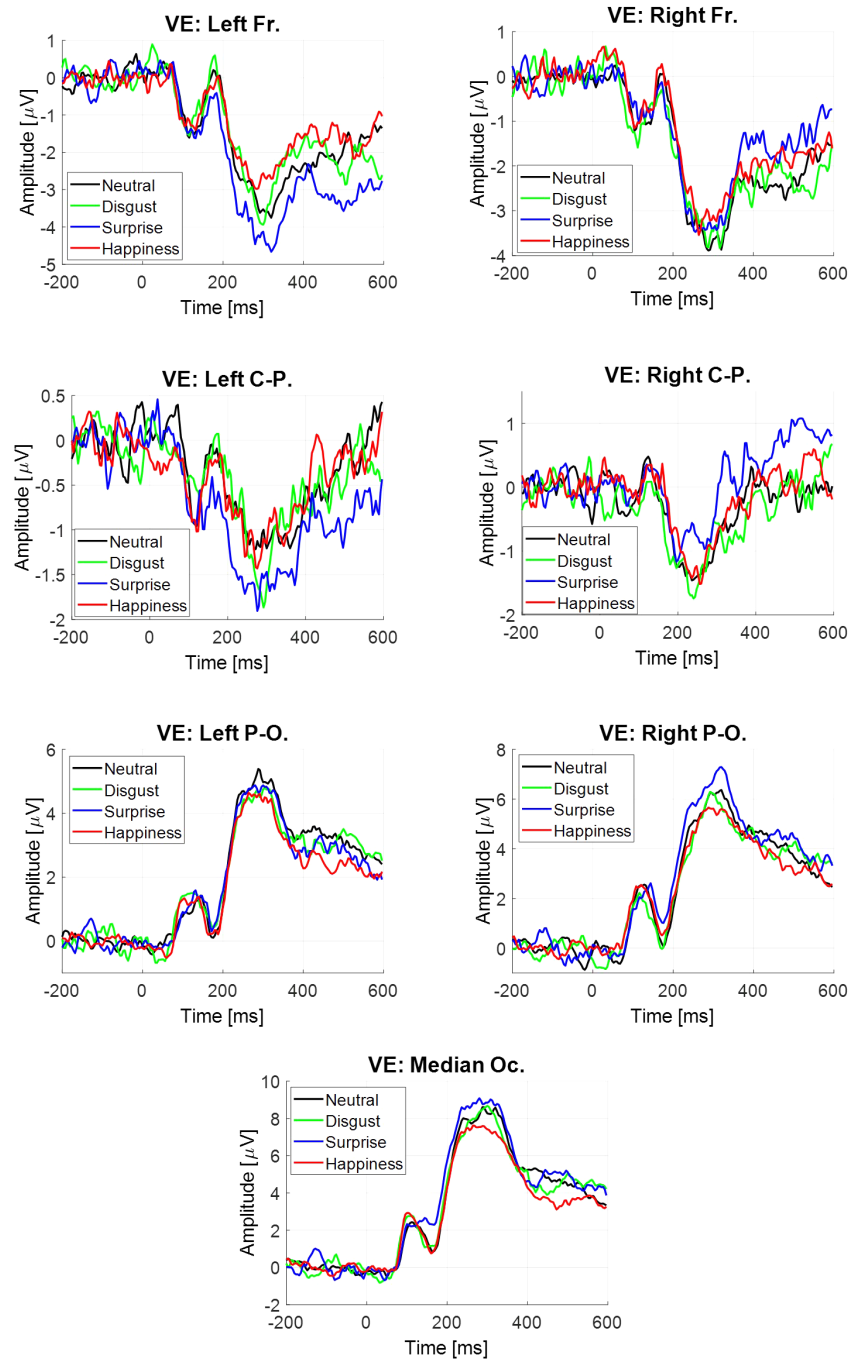 VE: Left Fr.
1
0
-1
-2
-3
-4
-5
Amplitude [μV]
Neutral
Disgust
Surprise
Happiness
-200 0 200 400 600
Time [ms]
VE: Right Fr.
1
0
-1
-2
-3
-4
Amplitude [μV]
Neutral
Disgust
Surprise
Happiness
-200 0 200 400 600
Time [ms]
VE: Left C-P.
0.5
0
-0.5
-1
-1.5
-2
Amplitude [μV]
Neutral
Disgust
Surprise
Happiness
-200 0 200 400 600
Time [ms]
VE: Right C-P.
1
0
-1
-2
Amplitude [μV]
Neutral
Disgust
Surprise
Happiness
-200 0 200 400 600
Time [ms]
VE: Left P-O.
6
4
2
0
Amplitude [μV]
Neutral
Disgust
Surprise
Happiness
-200 0 200 400 600
Time [ms]
VE: Right P-O.
8
6
4
2
0
Amplitude [μV]
Neutral
Disgust
Surprise
Happiness
-200 0 200 400 600
Time [ms]
VE: Median Oc.
10
8
6
4
2
0
-2
Amplitude [μV]
Neutral
Disgust
Surprise
Happiness
-200 0 200 400 600
Time [ms]